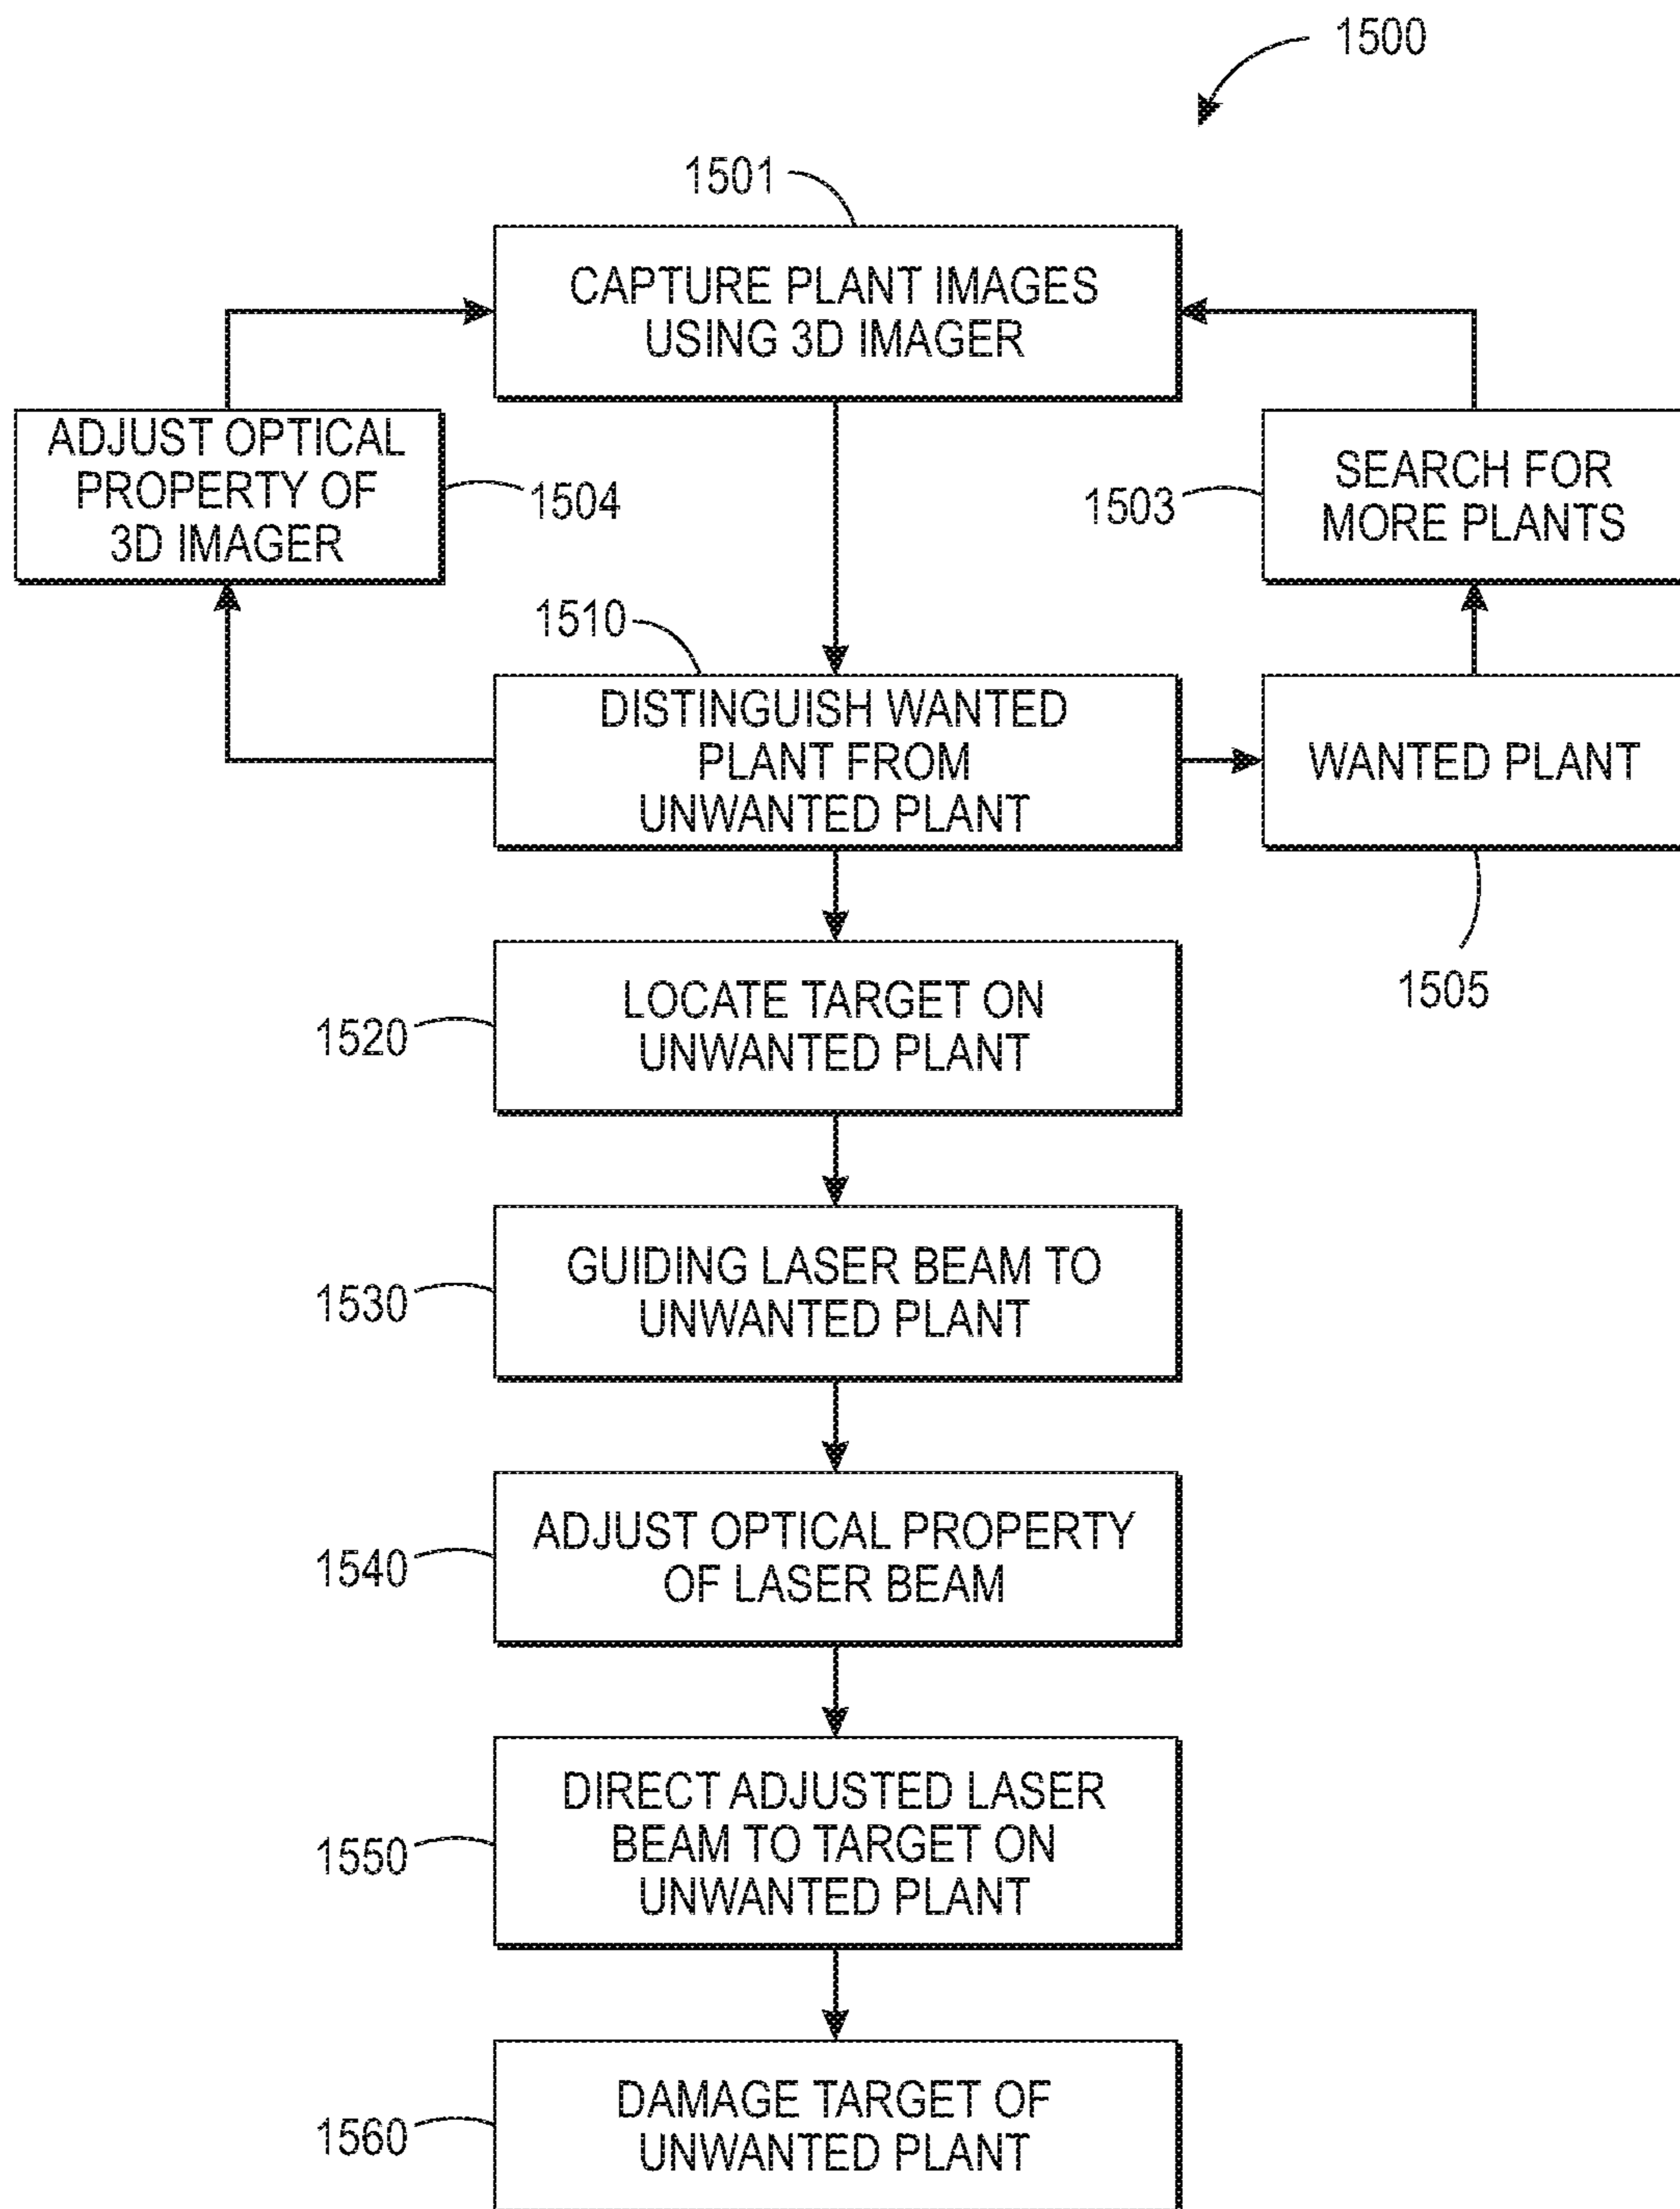 1500
1501
CAPTURE PLANT IMAGES
USING 3D IMAGER
ADJUST OPTICAL
PROPERTY OF
3D IMAGER
1504
1503
SEARCH FOR
MORE PLANTS
1510
DISTINGUISH WANTED
PLANT FROM
UNWANTED PLANT
WANTED PLANT
1505
1520
LOCATE TARGET ON
UNWANTED PLANT
1530
GUIDING LASER BEAM TO
UNWANTED PLANT
1540
ADJUST OPTICAL PROPERTY
OF LASER BEAM
1550
DIRECT ADJUSTED LASER
BEAM TO TARGET ON
UNWANTED PLANT
1560
DAMAGE TARGET OF
UNWANTED PLANT